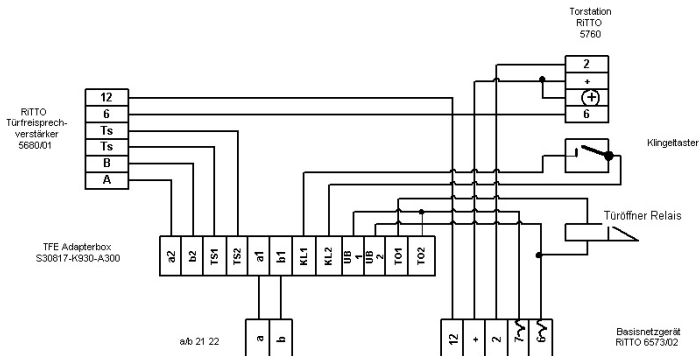 Torstation
RiTTO
5760
2
+
(+)
6
RiTTO
Türfreisprech-
verstärker
5680/01
12
6
Ts
Ts
B
A
Klingeltaster
Türöffner Relais
TFE Adapterbox
S30817-K930-A300
a2
b2
TS1
TS2
a1
b1
KL1
KL2
UB 1
UB 2
TO1
TO2
a/b 21 22
a
b
12
+
2
7~
6~
Basisnetzgerät
RiTTO 6573/02